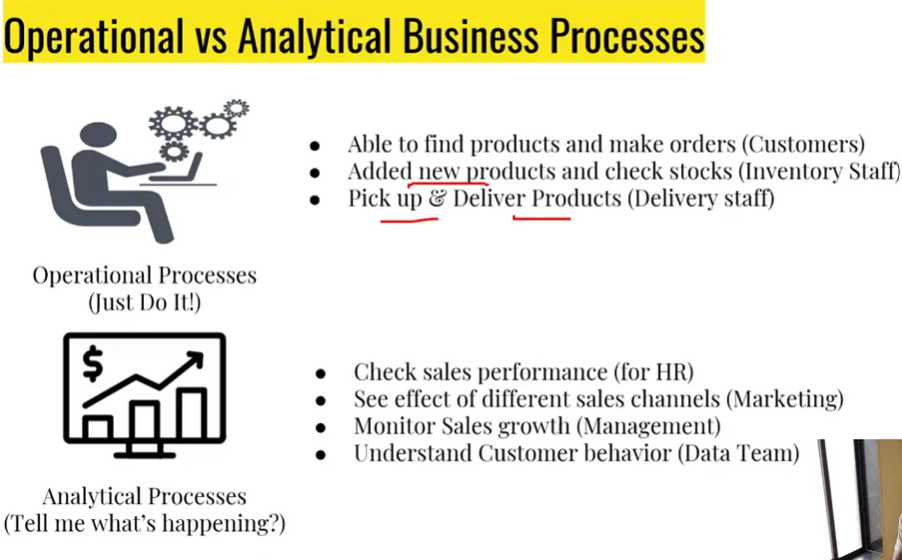 Operational vs Analytical Business Processes
● Able to find products and make orders (Customers)
● Added new products and check stocks (Inventory Staff)
● Pick up & Deliver Products (Delivery staff)
Operational Processes
(Just Do It!)
$
● Check sales performance (for HR)
● See effect of different sales channels (Marketing)
● Monitor Sales growth (Management)
● Understand Customer behavior (Data Team)
Analytical Processes
(Tell me what's happening?)